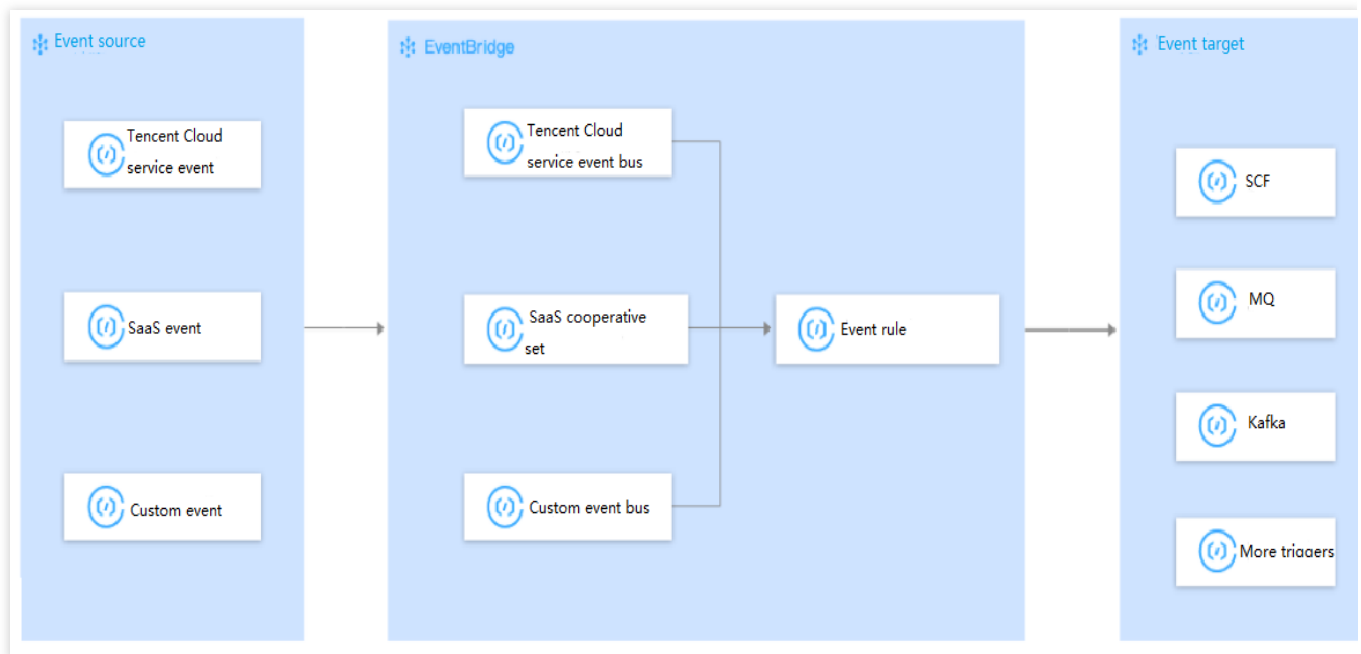 Event source
Tencent Cloud
service event
SaaS event
Custom event
EventBridge
Tencent Cloud
service event bus
SaaS cooperative
set
Custom event bus
Event rule
Event target
SCF
MQ
Kafka
More triggers